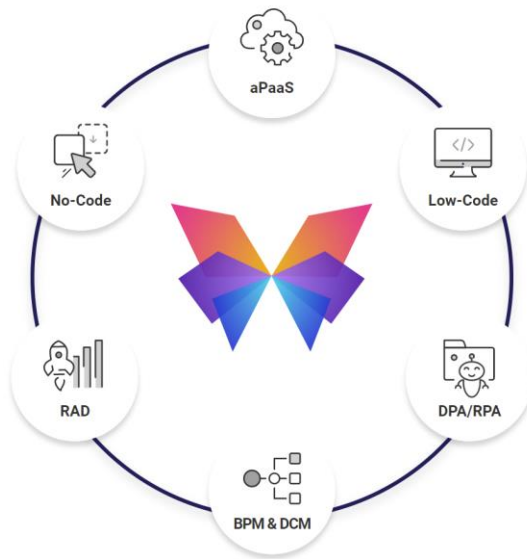 aPaaS
No-Code
Low-Code
</>
RAD
DPA/RPA
BPM & DCM